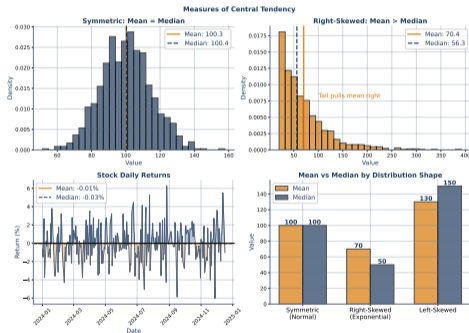 Measures of Central Tendency
Symmetric: Mean = Median
0.030
0.025
0.020
0.015
0.010
0.005
0.000
Density
60
80
100
120
140
160
Value
Mean: 100.3
Median: 100.4
Right-Skewed: Mean > Median
0.0175
0.0150
0.0125
0.0100
0.0075
0.0050
0.0025
0.0000
Density
50
100
150
200
250
300
350
400
Value
Mean: 70.4
Median: 56.3
Tail pulls mean right
Stock Daily Returns
Mean: -0.01%
Median: -0.03%
6
4
2
0
−2
−4
−6
Return (%)
2024-01
2024-03
2024-05
2024-07
2024-09
2024-11
2025-01
Date
Mean vs Median by Distribution Shape
Mean
Median
140
120
100
80
60
40
20
0
Value
100
100
70
50
130
150
Symmetric
(Normal)
Right-Skewed
(Exponential)
Left-Skewed